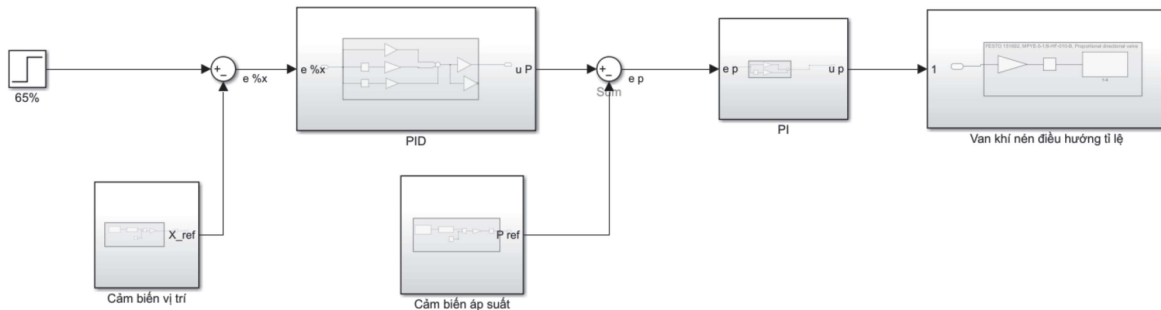 65%
e %x
e %x
u P
PID
Sum
e p
e p
u p
PI
1
Van khí nén điều hướng tỉ lệ
X_ref
Cảm biến vị trí
P ref
Cảm biến áp suất